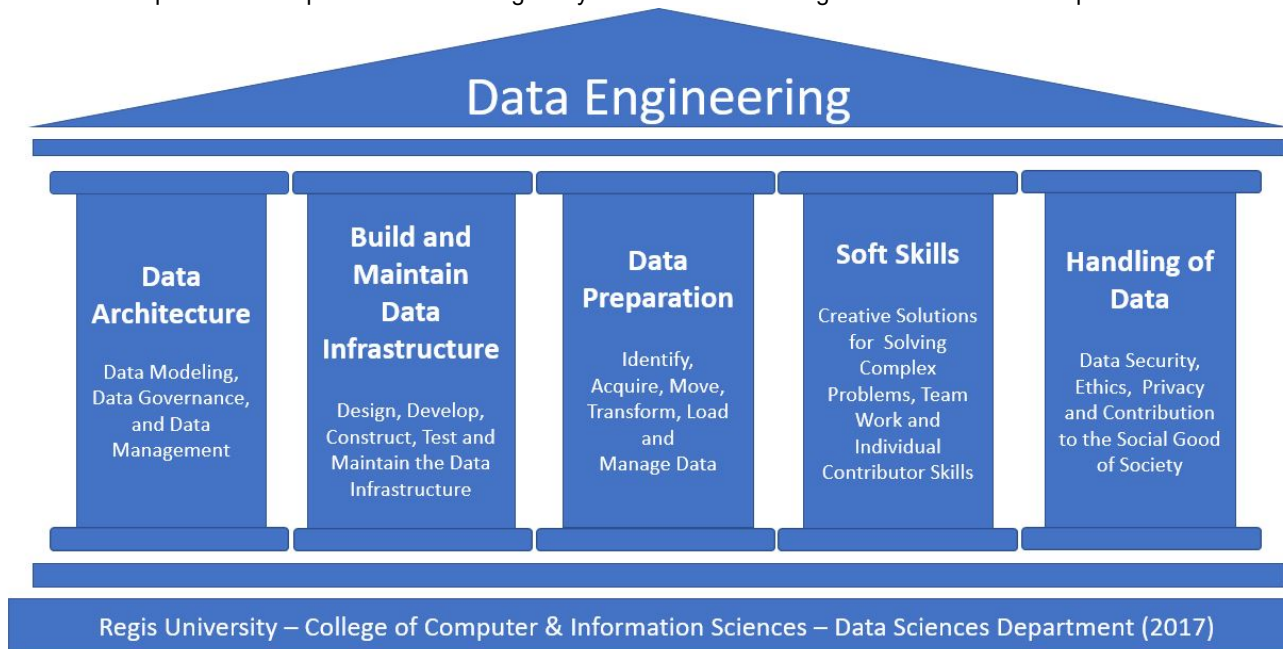 Data Engineering
Data
Architecture
Data Modeling,
Data Governance,
and Data
Management
Build and
Maintain
Data
Infrastructure
Design, Develop,
Construct, Test and
Maintain the Data
Infrastructure
Data
Preparation
Identify,
Acquire, Move,
Transform, Load
and
Manage Data
Soft Skills
Creative Solutions
for Solving
Complex
Problems, Team
Work and
Individual
Contributor Skills
Handling of
Data
Data Security,
Ethics, Privacy
and Contribution
to the Social Good
of Society
Regis University – College of Computer & Information Sciences – Data Sciences Department (2017)